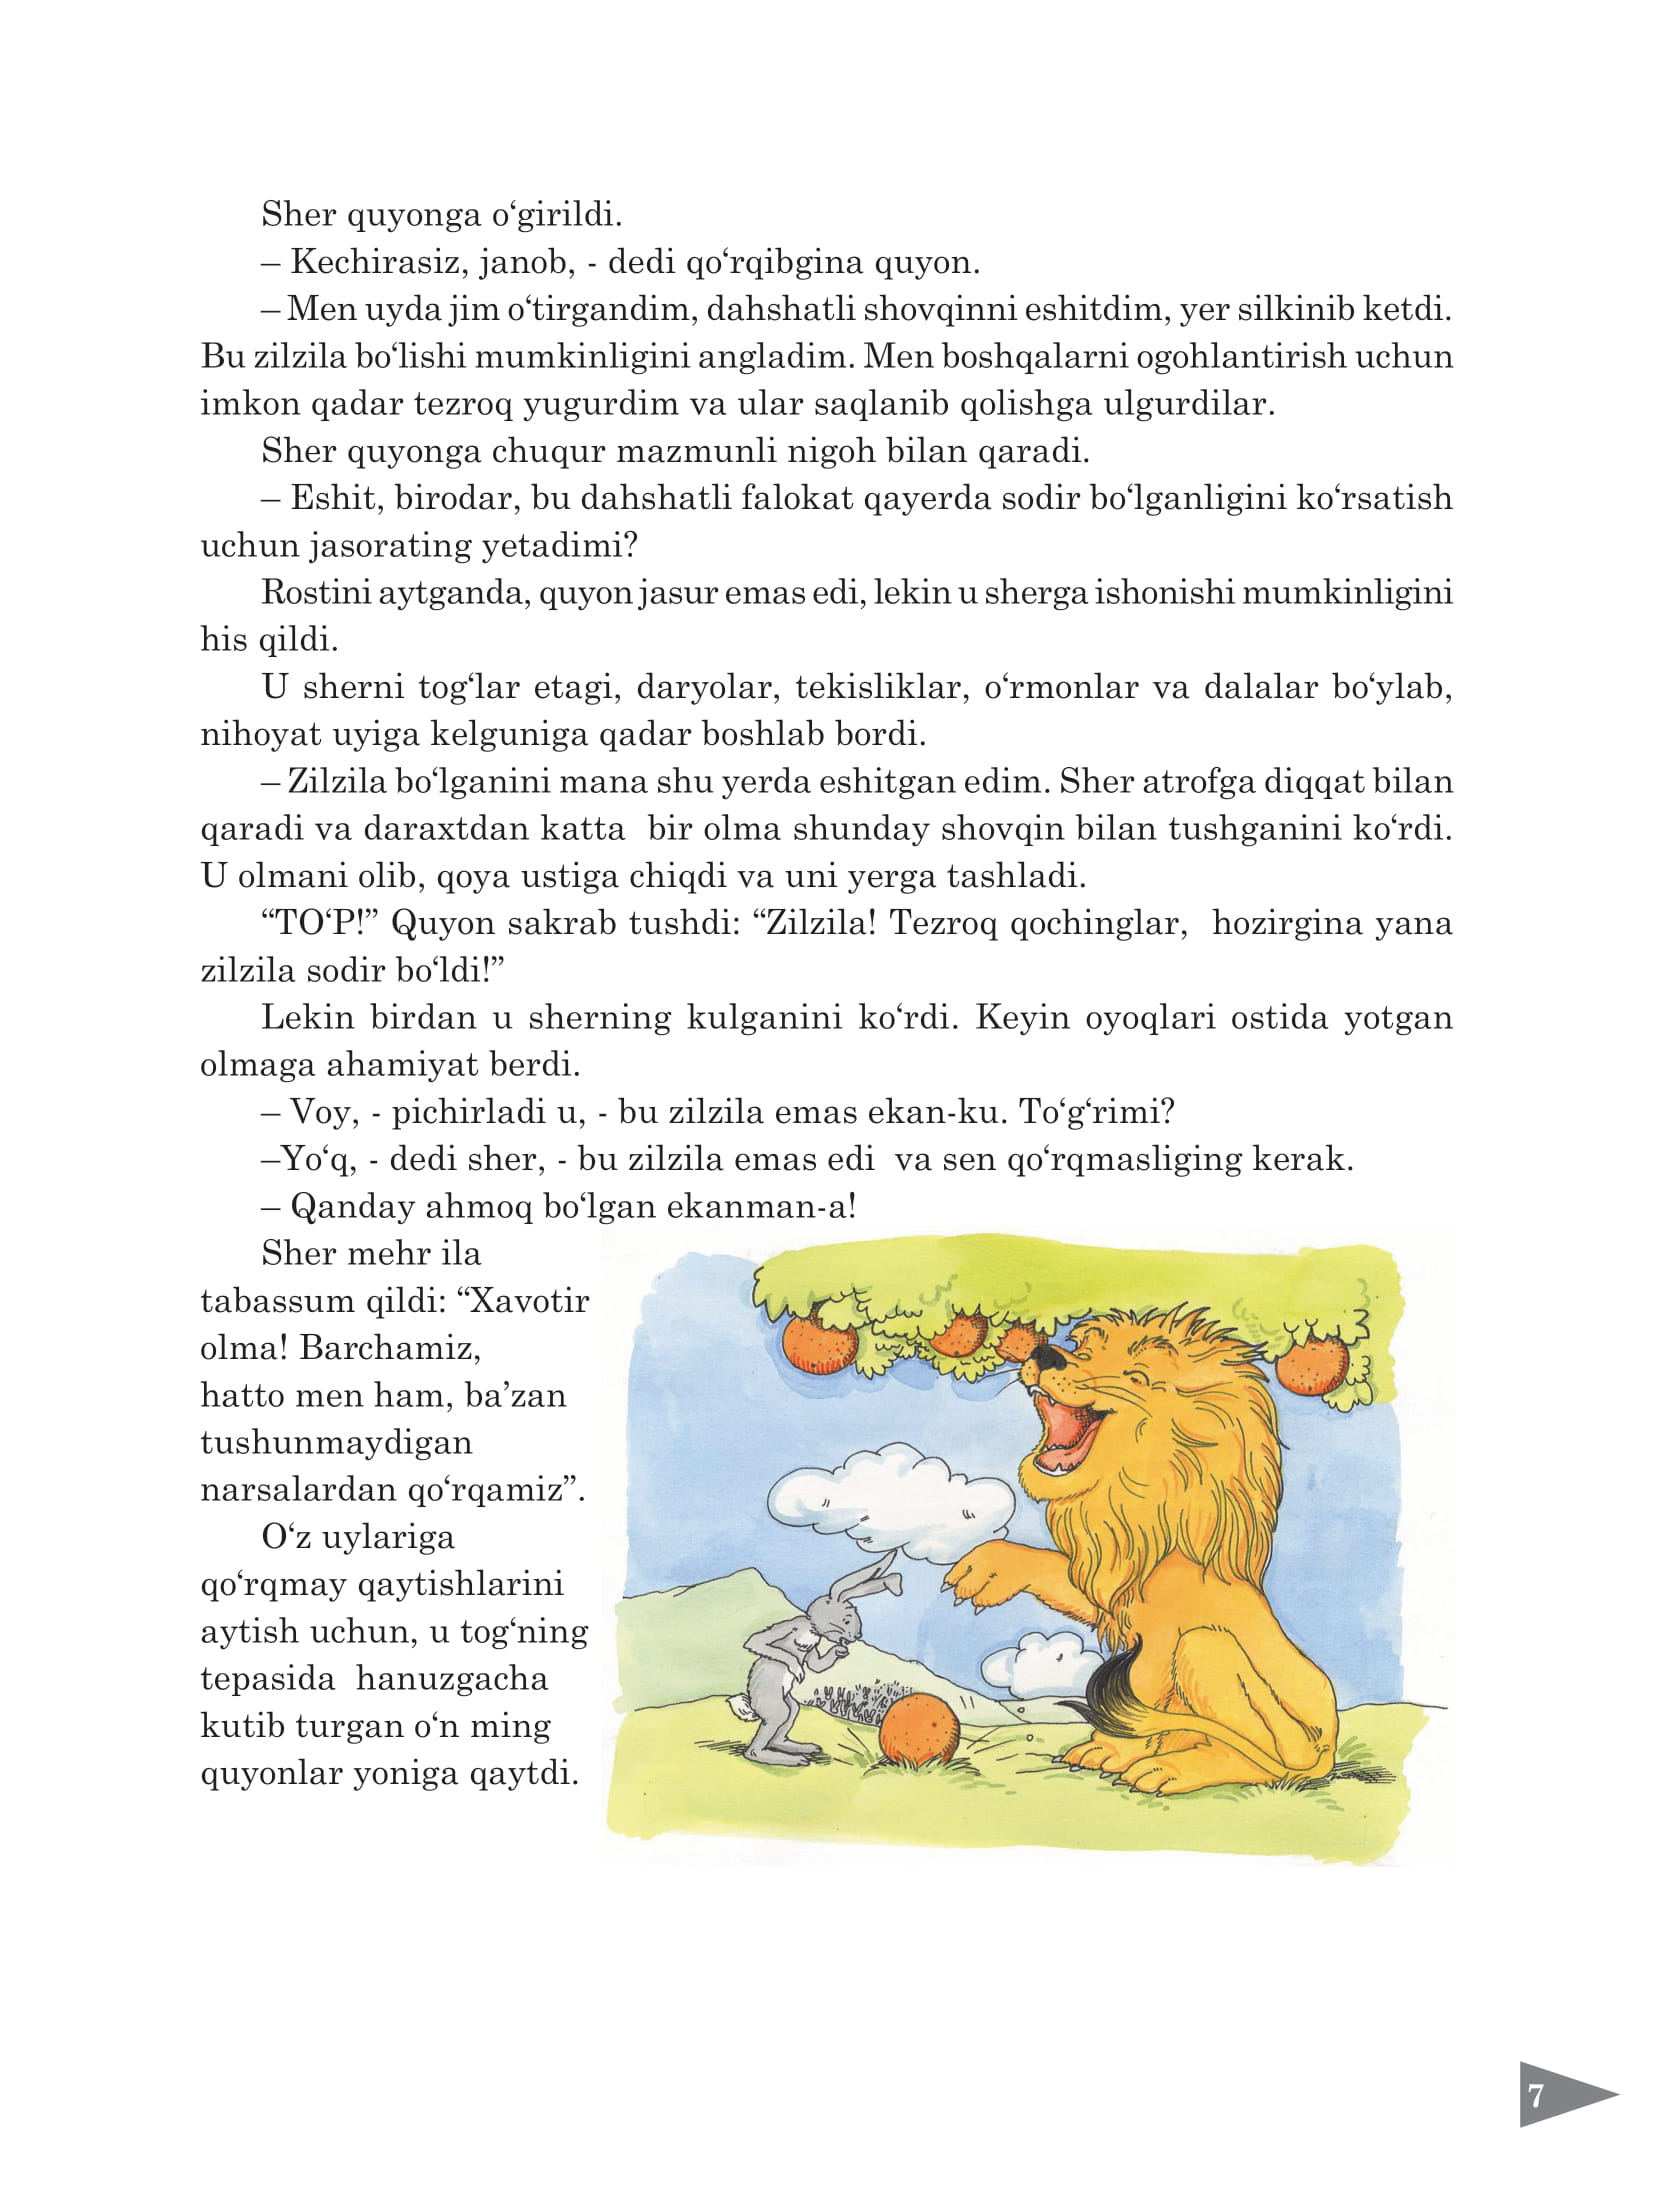 Sher quyonga o‘girildi.
– Kechirasiz, janob, - dedi qo‘rqibgina quyon.
– Men uyda jim o‘tirgandim, dahshatli shovqinni eshitdim, yer silkinib ketdi.
Bu zilzila bo‘lishi mumkinligini angladim. Men boshqalarni ogohlantirish uchun
imkon qadar tezroq yugurdim va ular saqlanib qolishga ulgurdilar.
Sher quyonga chuqur mazmunli nigoh bilan qaradi.
– Eshit, birodar, bu dahshatli falokat qayerda sodir bo‘lganligini ko‘rsatish
uchun jasorating yetadimi?
Rostini aytganda, quyon jasur emas edi, lekin u sherga ishonishi mumkinligini
his qildi.
U sherni tog‘lar etagi, daryolar, tekisliklar, o‘rmonlar va dalalar bo‘ylab,
nihoyat uyiga kelguniga qadar boshlab bordi.
– Zilzila bo‘lganini mana shu yerda eshitgan edim. Sher atrofga diqqat bilan
qaradi va daraxtdan katta  bir olma shunday shovqin bilan tushganini ko‘rdi.
U olmani olib, qoya ustiga chiqdi va uni yerga tashladi.
“TO‘P!” Quyon sakrab tushdi: “Zilzila! Tezroq qochinglar,  hozirgina yana
zilzila sodir bo‘ldi!”
Lekin birdan u sherning kulganini ko‘rdi. Keyin oyoqlari ostida yotgan
olmaga ahamiyat berdi.
– Voy, - pichirladi u, - bu zilzila emas ekan-ku. To‘g‘rimi?
–Yo‘q, - dedi sher, - bu zilzila emas edi  va sen qo‘rqmasliging kerak.
– Qanday ahmoq bo‘lgan ekanman-a!
Sher mehr ila
tabassum qildi: “Xavotir
olma! Barchamiz,
hatto men ham, ba’zan
tushunmaydigan
narsalardan qo‘rqamiz”.
O‘z uylariga
qo‘rqmay qaytishlarini
aytish uchun, u tog‘ning
tepasida  hanuzgacha
kutib turgan o‘n ming
quyonlar yoniga qaytdi.
7